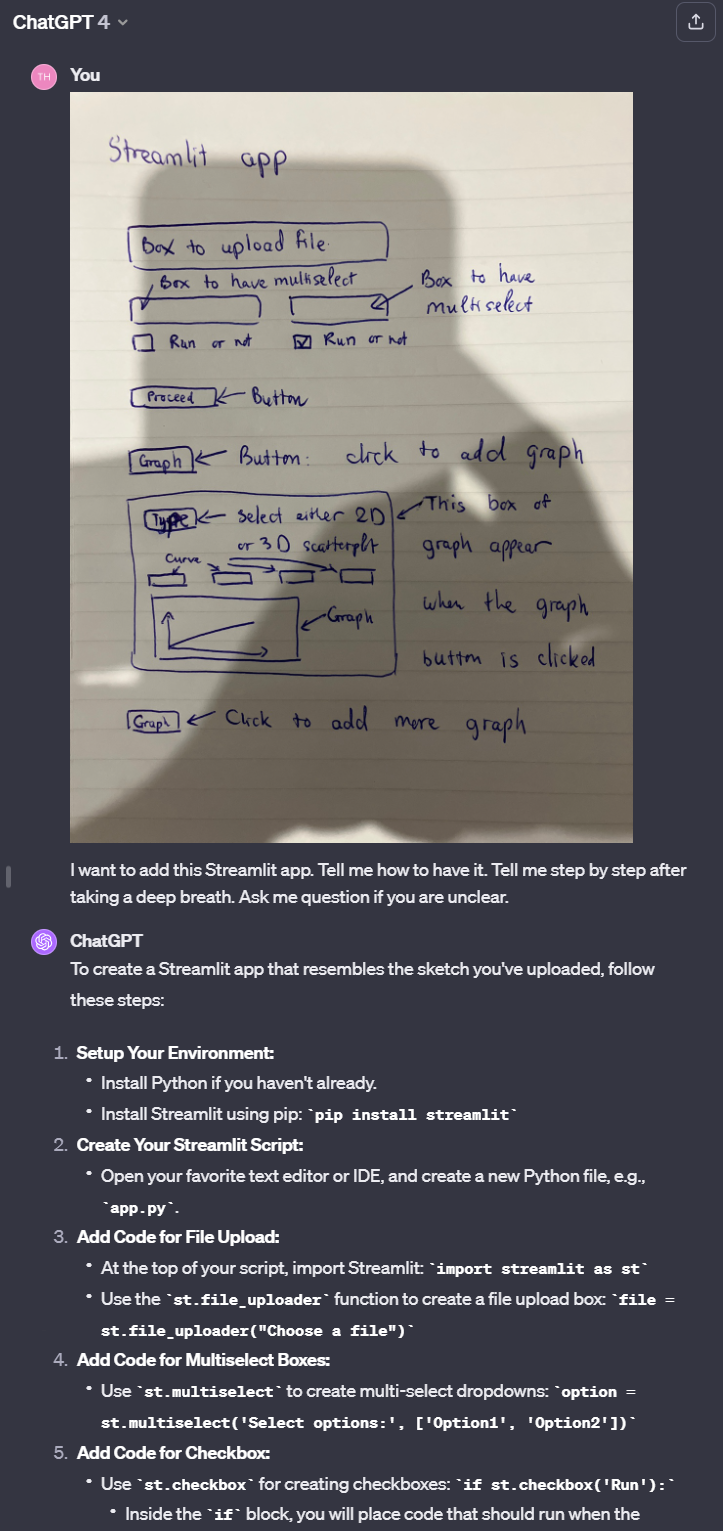 ChatGPT 4
TH You
Streamlit app
Box to upload file.
Box to have multiselect
Box to have
multiselect
Run or not
Run or not
Proceed
Button
Graph
Button: click to add graph
Type
Select either 2D
or 3D scatterplt
Curve
Graph
This box of
graph appear
when the graph
button is clicked
Graph
Click to add more graph
I want to add this Streamlit app. Tell me how to have it. Tell me step by step after
taking a deep breath. Ask me question if you are unclear.
ChatGPT
To create a Streamlit app that resembles the sketch you've uploaded, follow
these steps:
1. Setup Your Environment:
• Install Python if you haven't already.
• Install Streamlit using pip: `pip install streamlit`
2. Create Your Streamlit Script:
• Open your favorite text editor or IDE, and create a new Python file, e.g.,
`app.py`.
3. Add Code for File Upload:
• At the top of your script, import Streamlit: `import streamlit as st`
• Use the `st.file_uploader` function to create a file upload box: `file =
st.file_uploader("Choose a file")`
4. Add Code for Multiselect Boxes:
• Use `st.multiselect` to create multi-select dropdowns: `option =
st.multiselect('Select options:', ['Option1', 'Option2'])`
5. Add Code for Checkbox:
• Use `st.checkbox` for creating checkboxes: `if st.checkbox('Run'):`
• Inside the `if` block, you will place code that should run when the